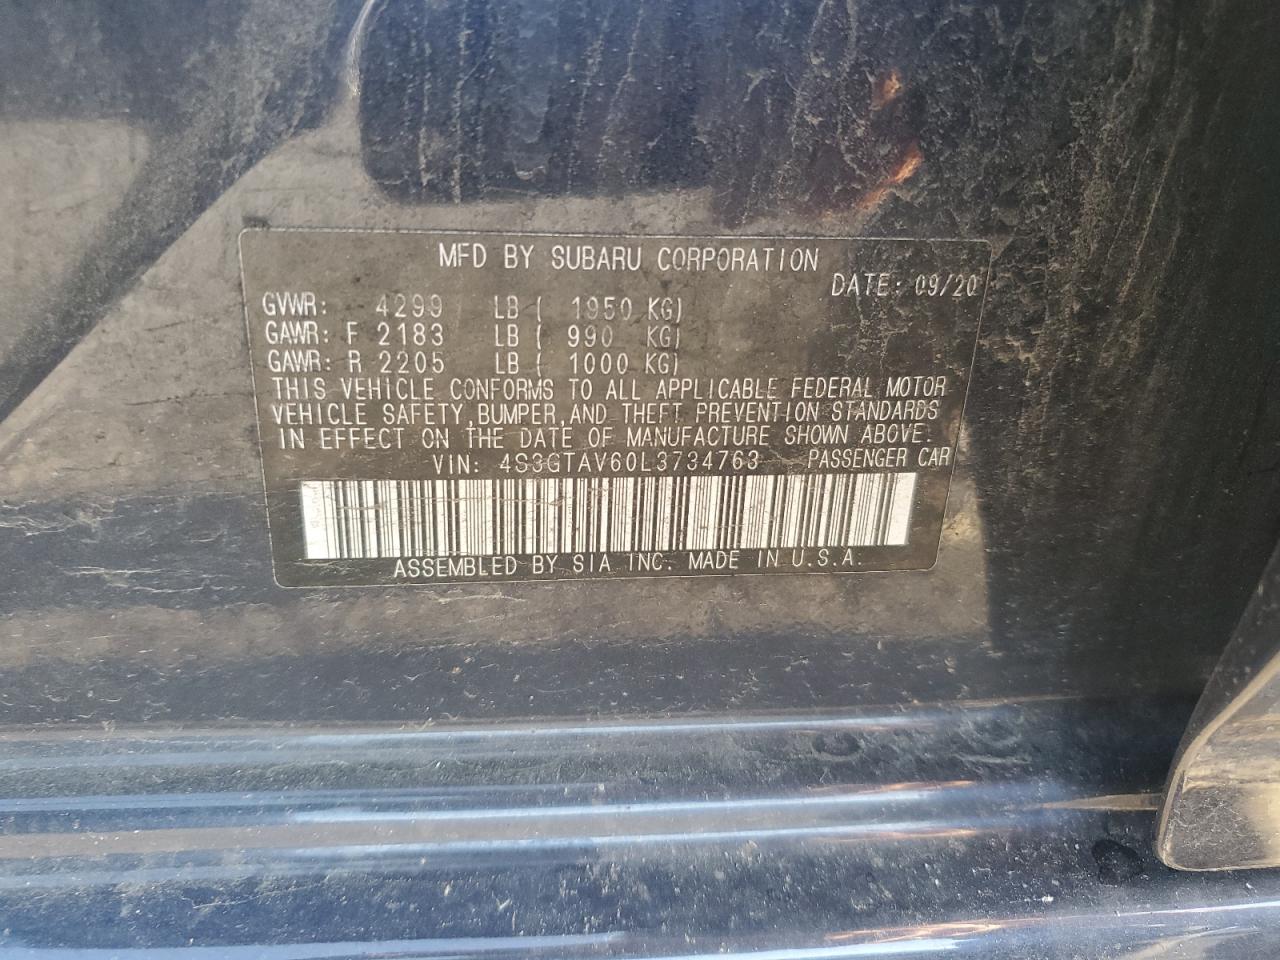 MFD BY SUBARU CORPORATION
DATE: 09/20
GVWR: 4299 LB ( 1950 KG)
GAWR: F 2183 LB ( 990 KG)
GAWR: R 2205 LB ( 1000 KG)
THIS VEHICLE CONFORMS TO ALL APPLICABLE FEDERAL MOTOR
VEHICLE SAFETY,BUMPER,AND THEFT PREVENTION STANDARDS
IN EFFECT ON THE DATE OF MANUFACTURE SHOWN ABOVE.
VIN: 4S3GTAV60L3734763 PASSENGER CAR
ASSEMBLED BY SIA INC. MADE IN U.S.A.